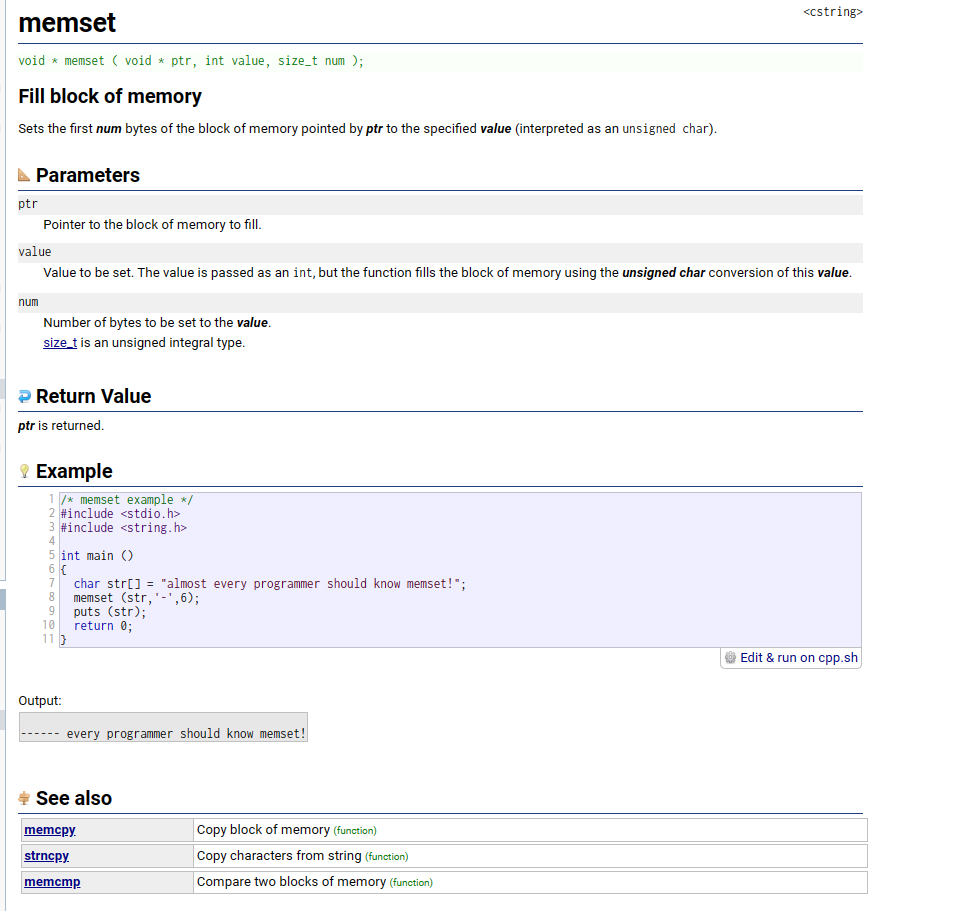 memset
<cstring>
void * memset ( void * ptr, int value, size_t num );
Fill block of memory
Sets the first num bytes of the block of memory pointed by ptr to the specified value (interpreted as an unsigned char).
Parameters
ptr
Pointer to the block of memory to fill.
value
Value to be set. The value is passed as an int, but the function fills the block of memory using the unsigned char conversion of this value.
num
Number of bytes to be set to the value.
size_t is an unsigned integral type.
Return Value
ptr is returned.
Example
1 /* memset example */
2 #include <stdio.h>
3 #include <string.h>
4
5 int main ()
6 {
7   char str[] = "almost every programmer should know memset!";
8   memset (str,'-',6);
9   puts (str);
10   return 0;
11 }
Edit & run on cpp.sh
Output:
------ every programmer should know memset!
See also
memcpy Copy block of memory (function)
strncpy Copy characters from string (function)
memcmp Compare two blocks of memory (function)